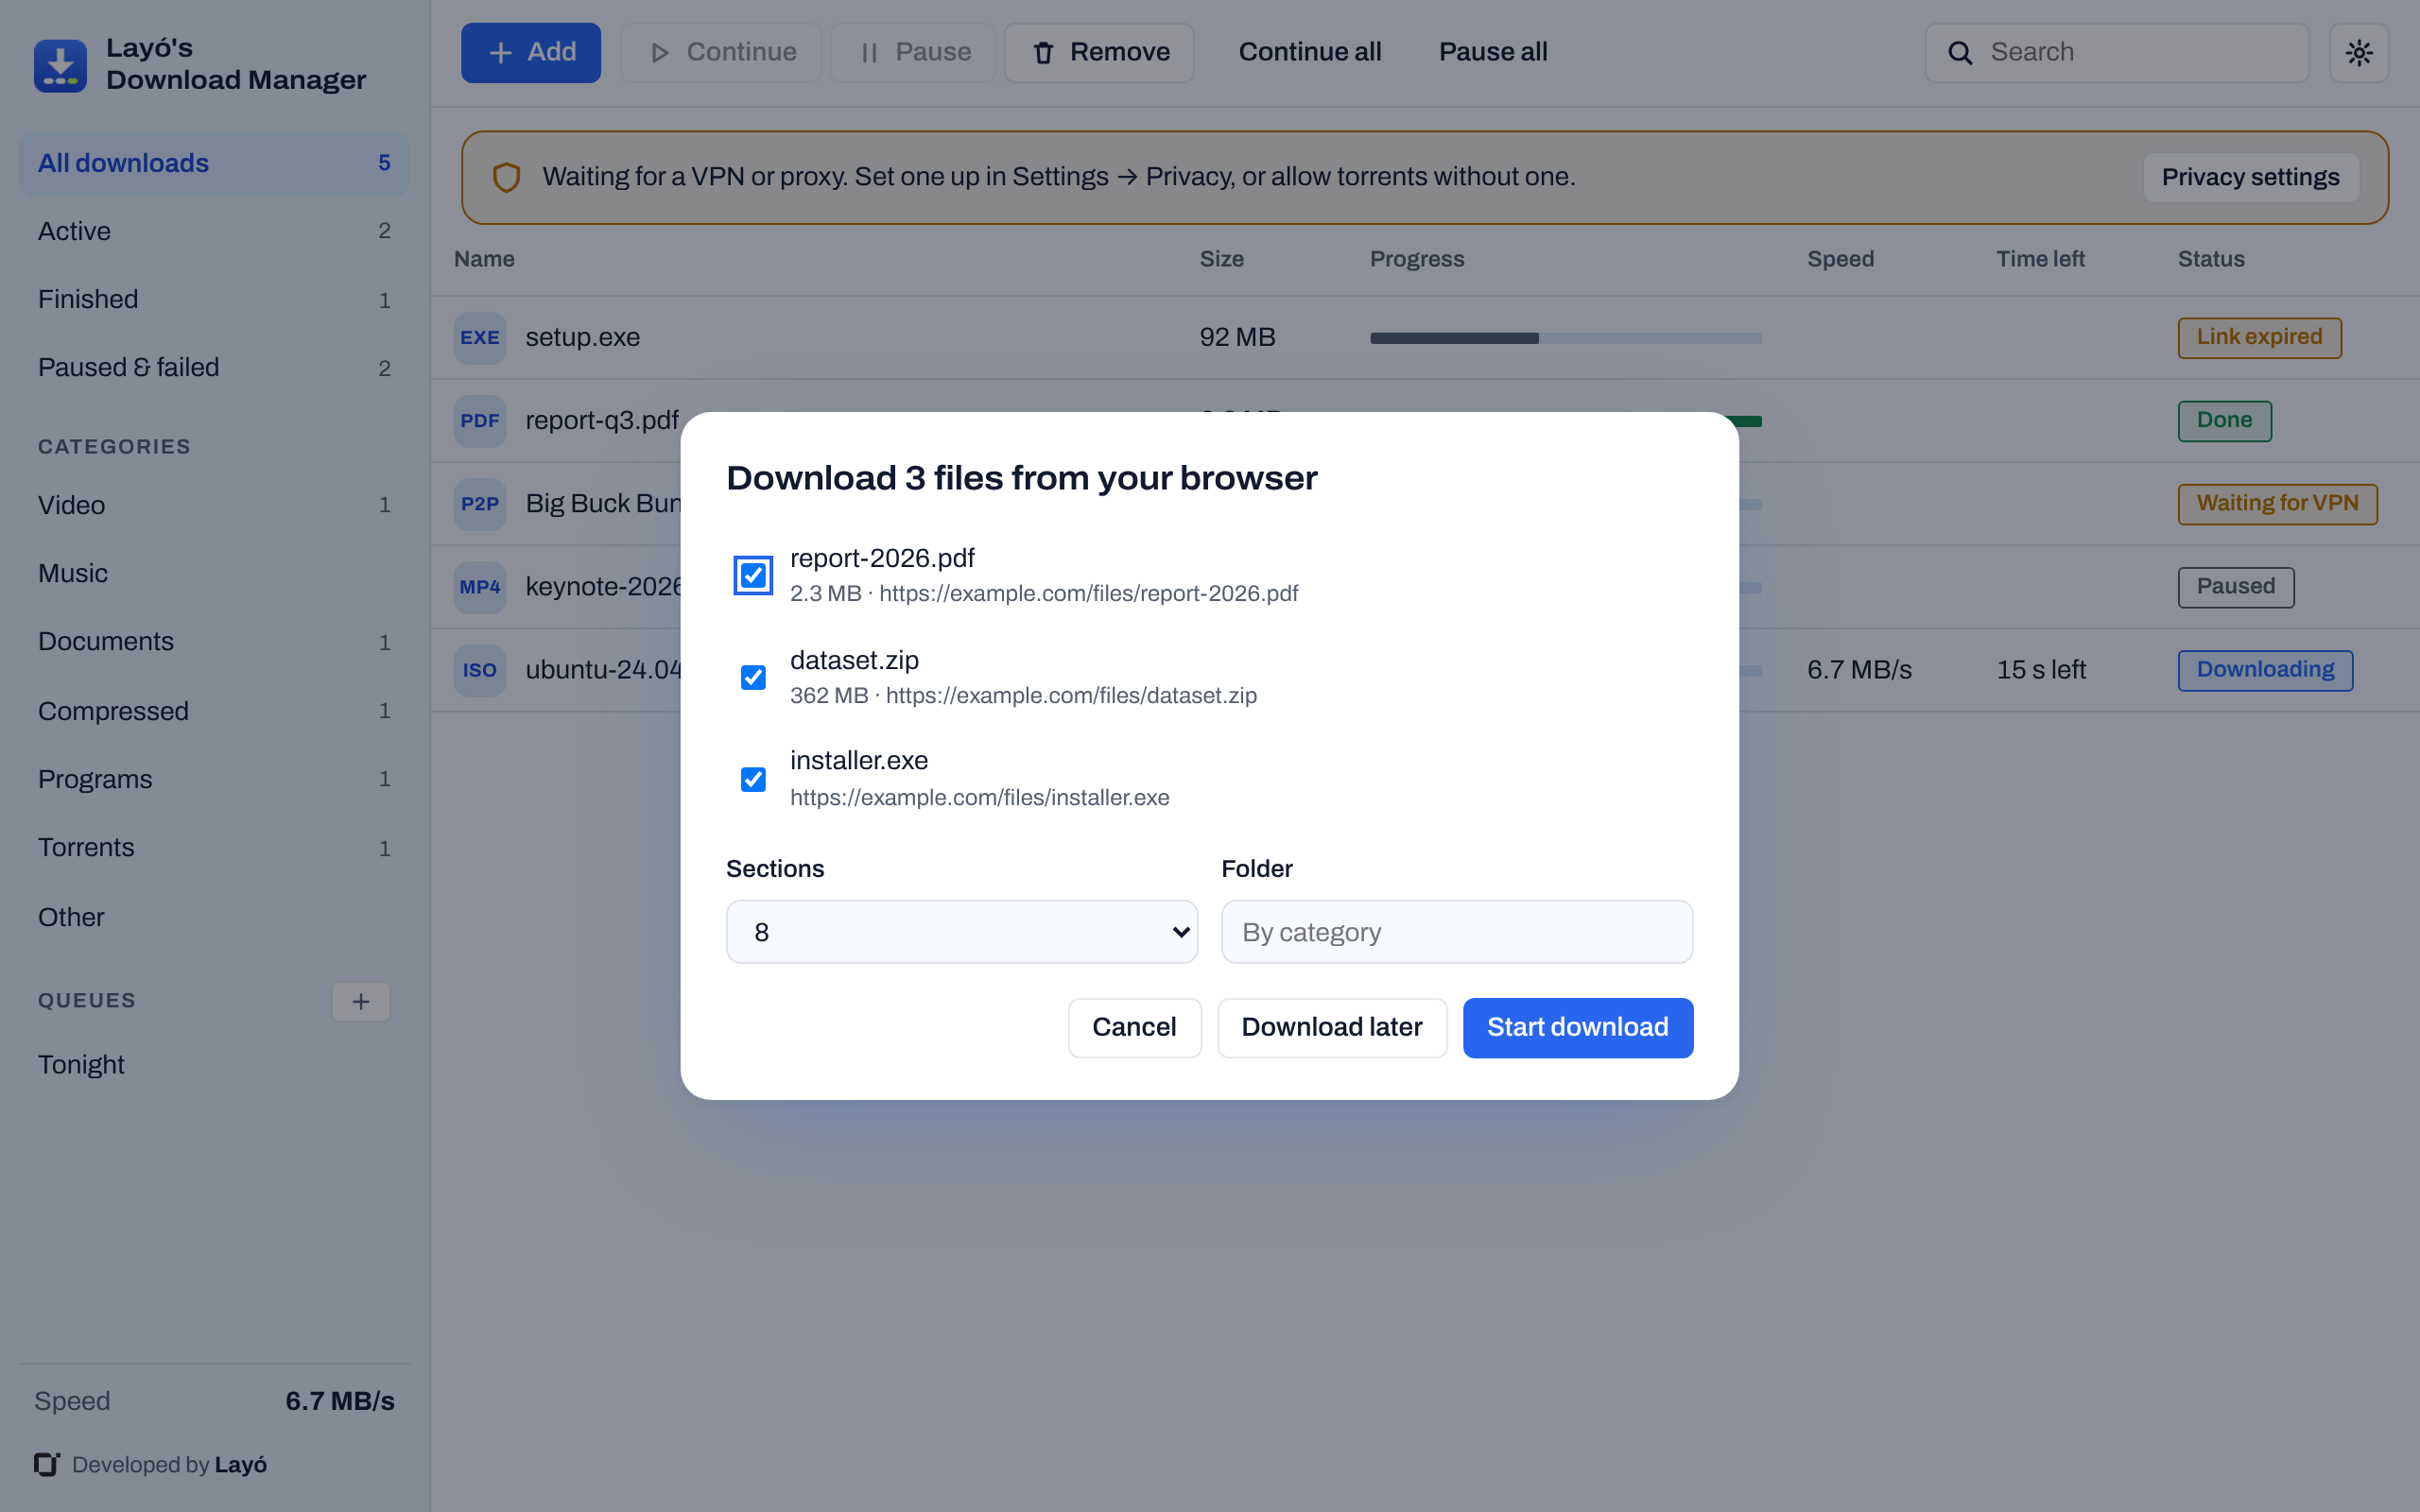 Layó's
Download Manager
All downloads 5
Active 2
Finished 1
Paused & failed 2
CATEGORIES
Video 1
Music
Documents 1
Compressed 1
Programs 1
Torrents 1
Other
QUEUES
Tonight
Speed 6.7 MB/s
Developed by Layó
Add Continue Pause Remove Continue all Pause all Search
Waiting for a VPN or proxy. Set one up in Settings → Privacy, or allow torrents without one. Privacy settings
Name Size Progress Speed Time left Status
EXE setup.exe 92 MB Link expired
PDF report-q3.pdf Done
P2P Big Buck Waiting for VPN
MP4 keynote-2026 Paused
ISO ubuntu-24.04 6.7 MB/s 15 s left Downloading
Download 3 files from your browser
report-2026.pdf
2.3 MB · https://example.com/files/report-2026.pdf
dataset.zip
362 MB · https://example.com/files/dataset.zip
installer.exe
https://example.com/files/installer.exe
Sections Folder
8 By category
Cancel Download later Start download